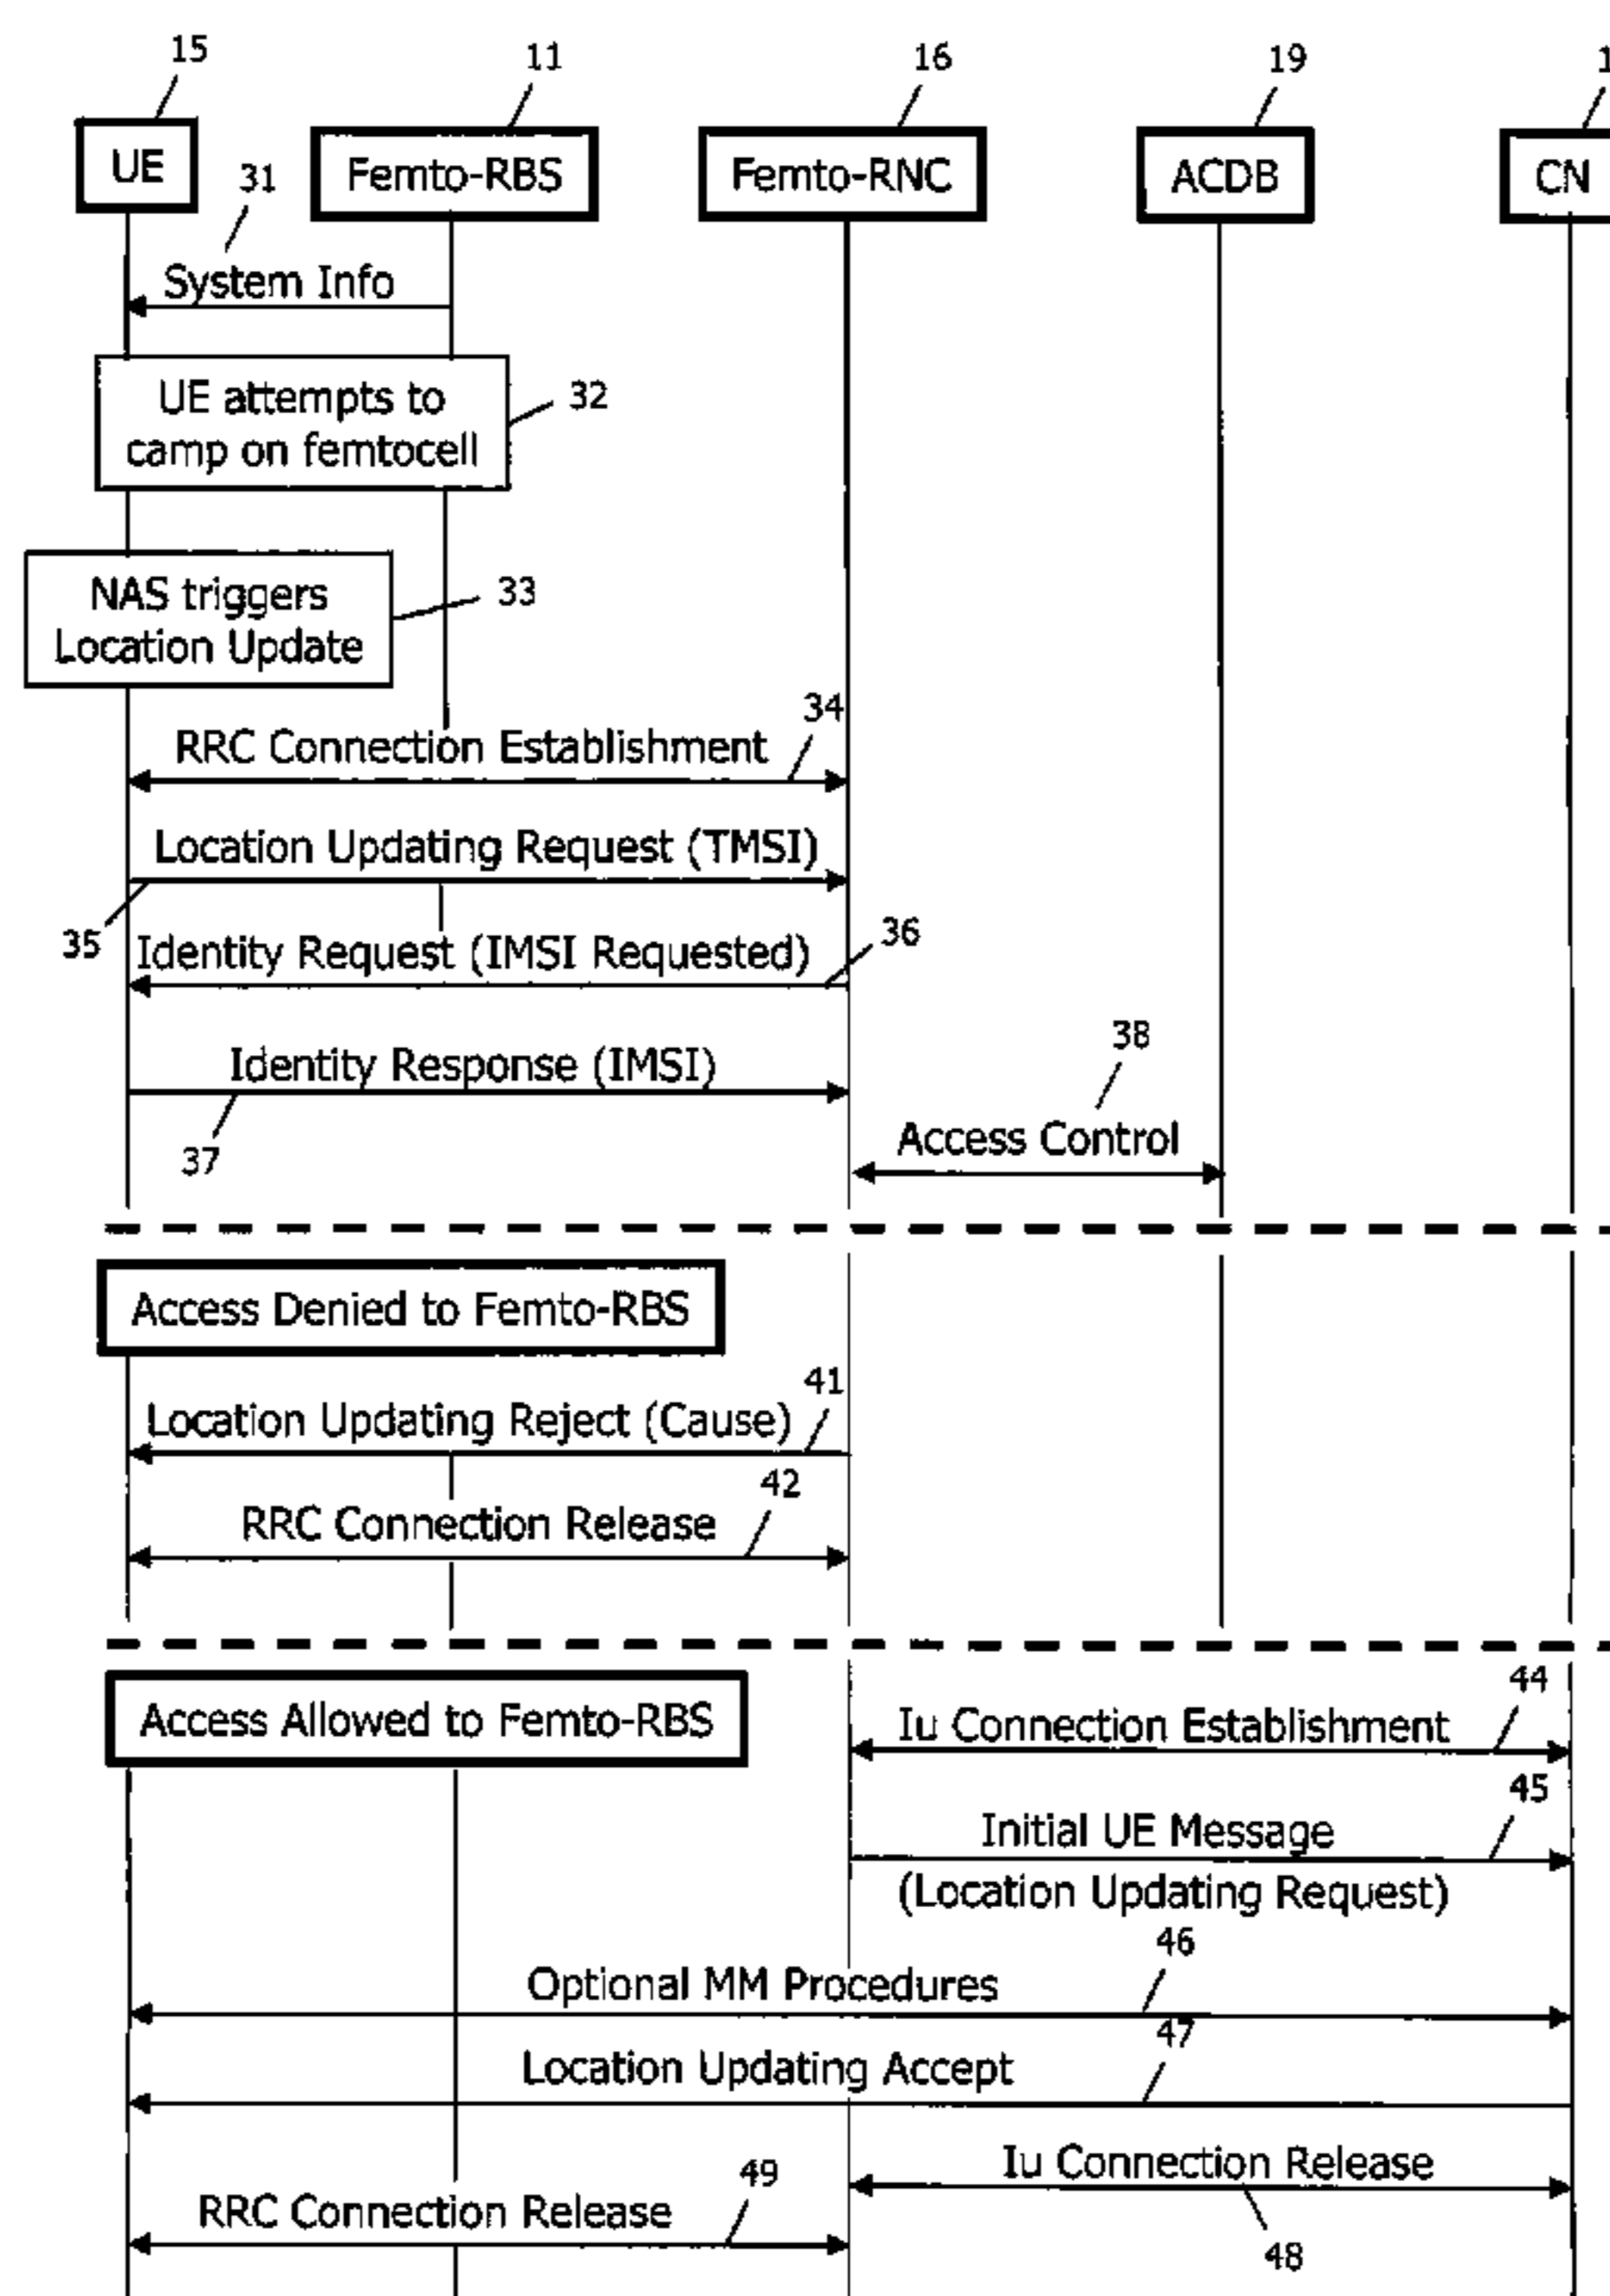 15
11
16
19
1
UE
Femto-RBS
Femto-RNC
ACDB
CN
31
System Info
UE attempts to
camp on femtocell
32
NAS triggers
Location Update
33
34
RRC Connection Establishment
Location Updating Request (TMSI)
35
36
Identity Request (IMSI Requested)
Identity Response (IMSI)
37
38
Access Control
Access Denied to Femto-RBS
41
Location Updating Reject (Cause)
42
RRC Connection Release
Access Allowed to Femto-RBS
44
Iu Connection Establishment
45
Initial UE Message
(Location Updating Request)
46
Optional MM Procedures
47
Location Updating Accept
Iu Connection Release
48
49
RRC Connection Release